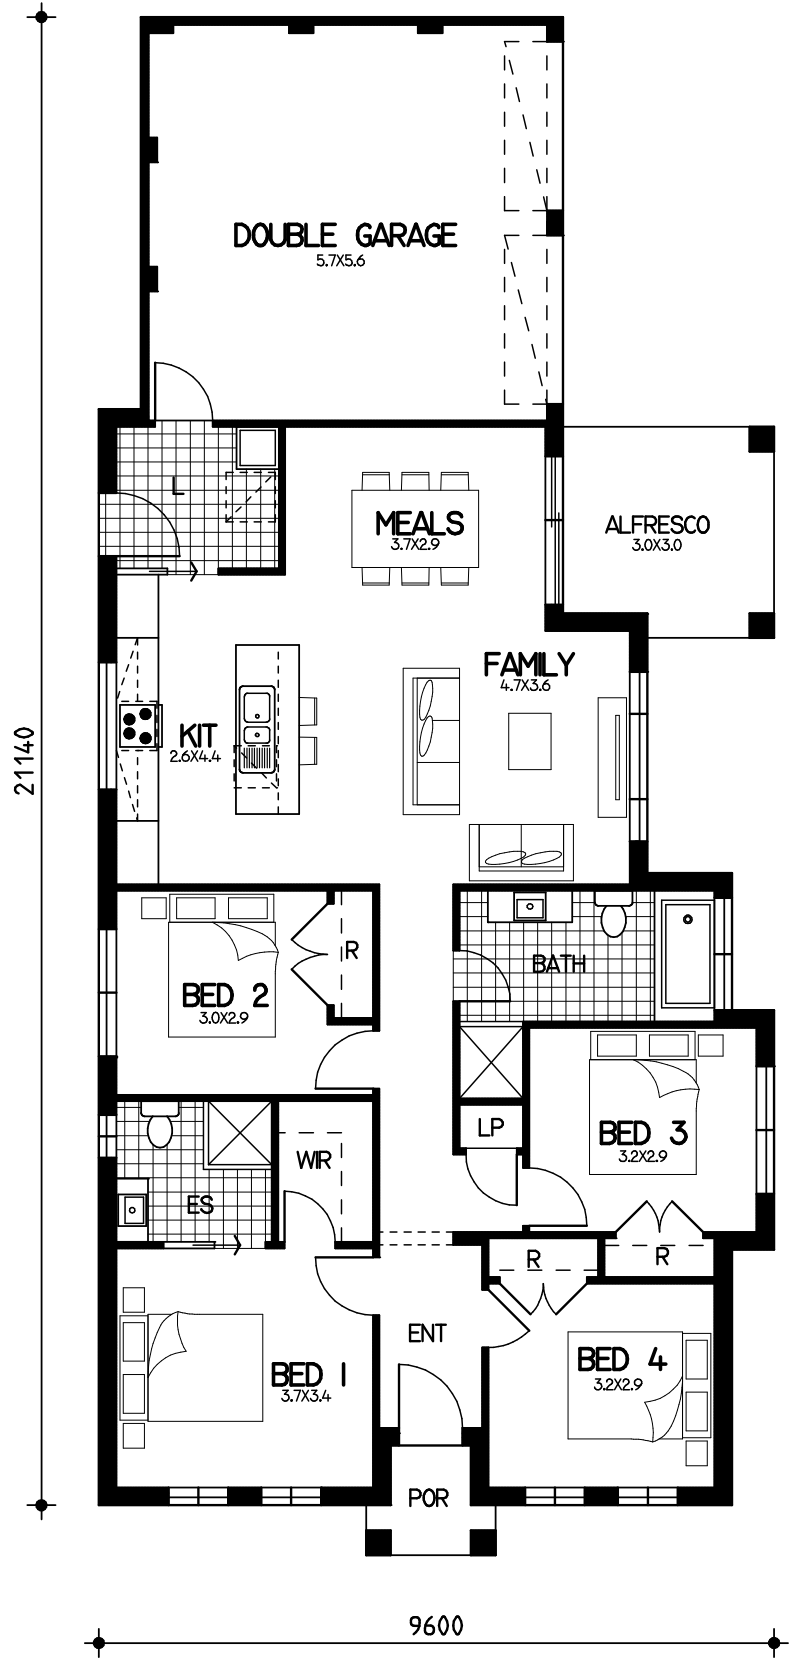 DOUBLE GARAGE
5.7X5.6
L
MEALS
3.7X2.9
ALFRESCO
3.0X3.0
FAMILY
4.7X3.6
KIT
2.6X4.4
21140
R
BATH
BED 2
3.0X2.9
LP
BED 3
3.2X2.9
WIR
ES
R
R
ENT
BED 1
3.7X3.4
BED 4
3.2X2.9
POR
9600